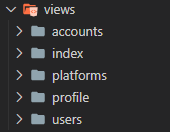 views
accounts
index
platforms
profile
users